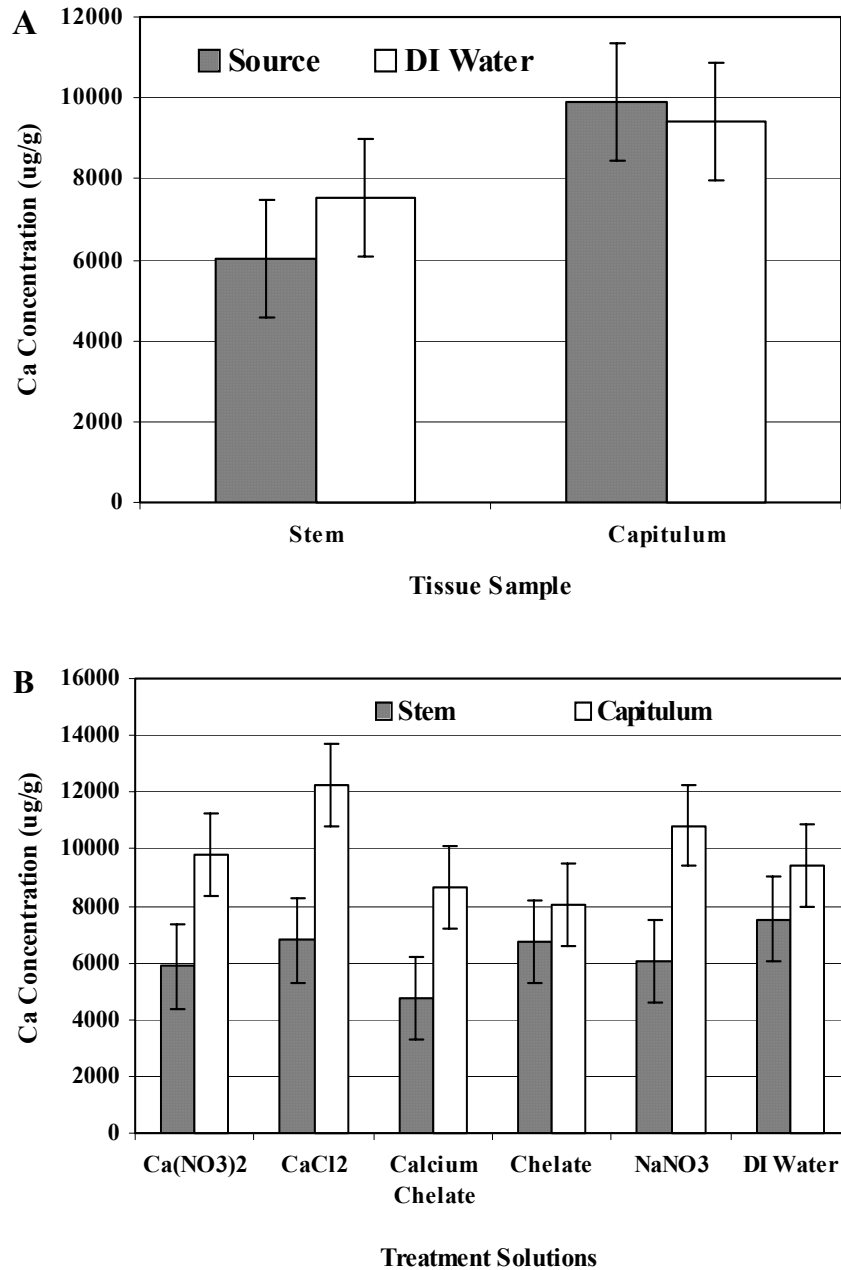 A
12000
10000
8000
6000
4000
2000
0
Ca Concentration (ug/g)
Source DI Water
Stem Capitulum
Tissue Sample
B
16000
14000
12000
10000
8000
6000
4000
2000
0
Ca Concentration (ug/g)
Stem Capitulum
Ca(NO3)2 CaCl2 Calcium Chelate NaNO3 DI Water
Chelate
Treatment Solutions